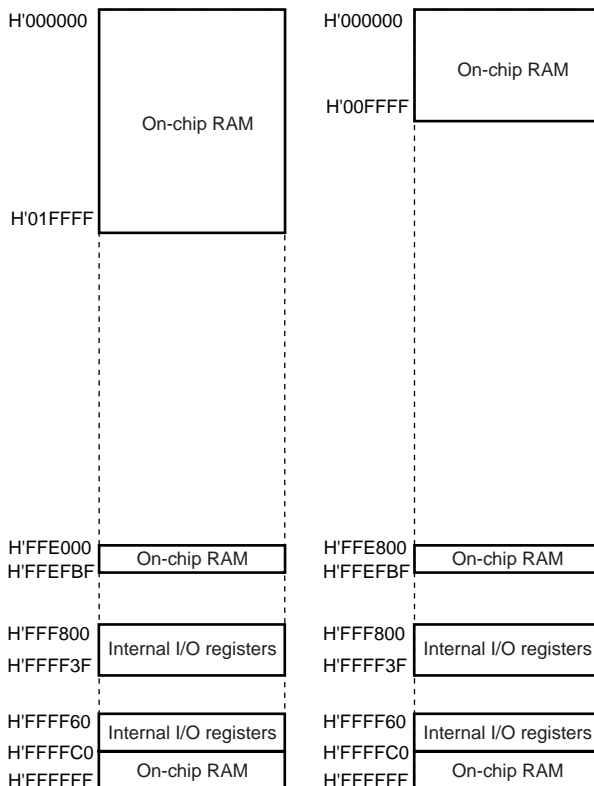 H'000000
On-chip RAM
H'01FFFF
H'FFE000
On-chip RAM
H'FFEFBF
H'FFF800
Internal I/O registers
H'FFFF3F
H'FFFF60
Internal I/O registers
H'FFFFC0
On-chip RAM
H'FFFFFF
H'000000
On-chip RAM
H'00FFFF
H'FFE800
On-chip RAM
H'FFEFBF
H'FFF800
Internal I/O registers
H'FFFF3F
H'FFFF60
Internal I/O registers
H'FFFFC0
On-chip RAM
H'FFFFFF